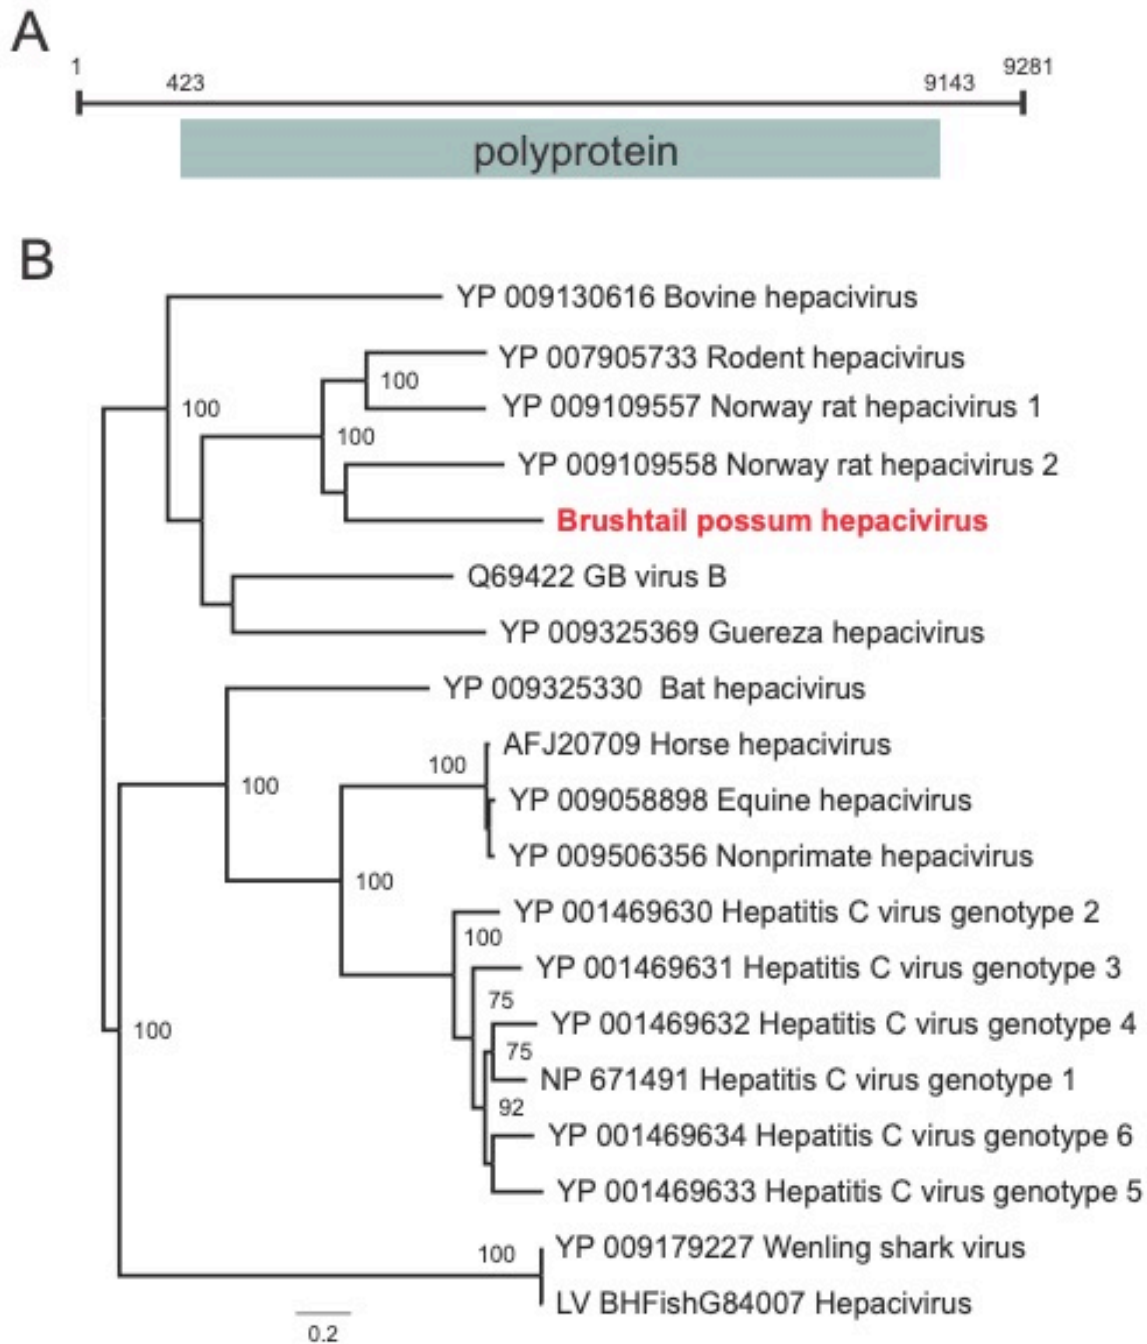 A
1
423
9143
9281
polyprotein
B
YP 009130616 Bovine hepacivirus
YP 007905733 Rodent hepacivirus
100
YP 009109557 Norway rat hepacivirus 1
100
100
YP 009109558 Norway rat hepacivirus 2
Brushtail possum hepacivirus
Q69422 GB virus B
YP 009325369 Guereza hepacivirus
YP 009325330 Bat hepacivirus
AFJ20709 Horse hepacivirus
100
100
YP 009058898 Equine hepacivirus
YP 009506356 Nonprimate hepacivirus
100
YP 001469630 Hepatitis C virus genotype 2
100
YP 001469631 Hepatitis C virus genotype 3
75
YP 001469632 Hepatitis C virus genotype 4
100
75
NP 671491 Hepatitis C virus genotype 1
92
YP 001469634 Hepatitis C virus genotype 6
YP 001469633 Hepatitis C virus genotype 5
100
YP 009179227 Wenling shark virus
LV BHFishG84007 Hepacivirus
0.2